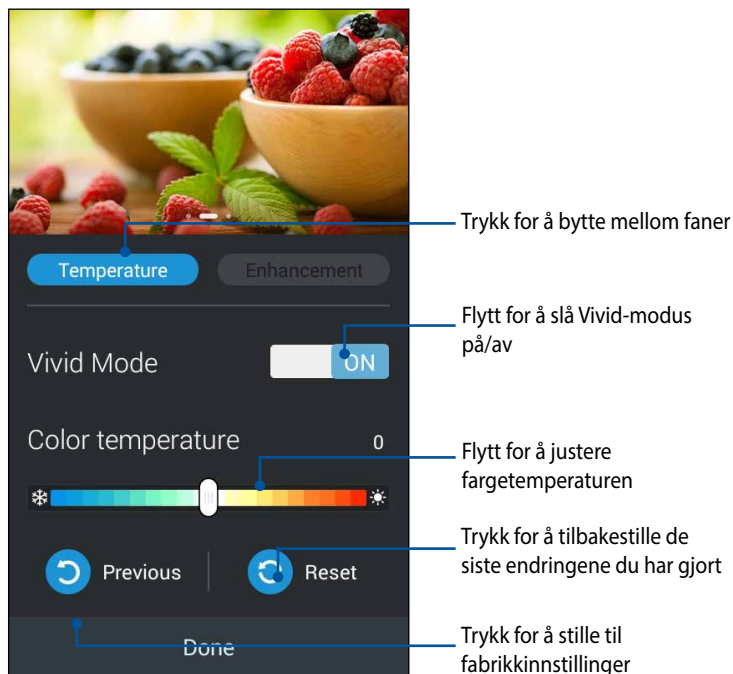 Trykk for å bytte mellom faner
Temperature
Enhancement
Flytt for å slå Vivid-modus
på/av
Vivid Mode
ON
Color temperature
0
Flytt for å justere
fargetemperaturen
Trykk for å tilbakestille de
siste endringene du har gjort
Previous
Reset
Done
Trykk for å stille til
fabrikkinnstillinger